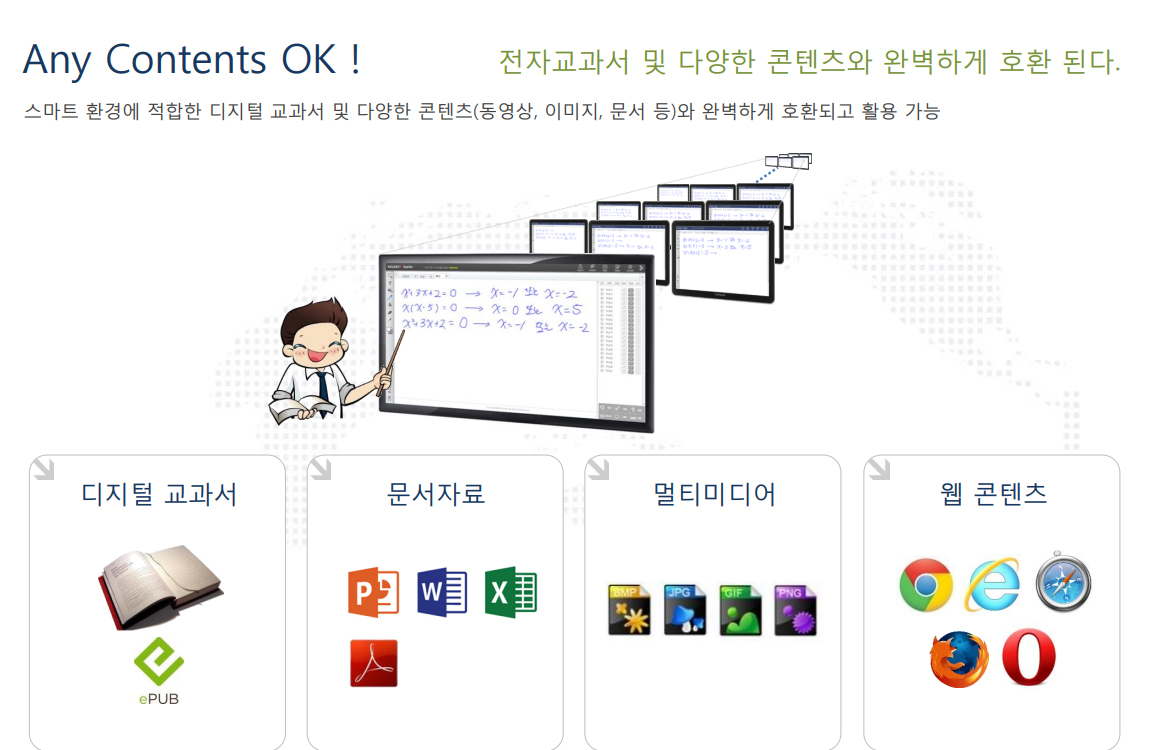 Any Contents OK !
전자교과서 및 다양한 콘텐츠와 완벽하게 호환 된다.
스마트 환경에 적합한 디지털 교과서 및 다양한 콘텐츠(동영상, 이미지, 문서 등)와 완벽하게 호환되고 활용 가능
x²+3x+2=0 → x=-1 또는 x=-2
x(x-5)=0 → x=0 또는 x=5
x²+3x+2=0 → x=-1 또는 x=-2
디지털 교과서
문서자료
멀티미디어
웹 콘텐츠
P
W
X
BMP
JPG
GIF
PNG
ePUB